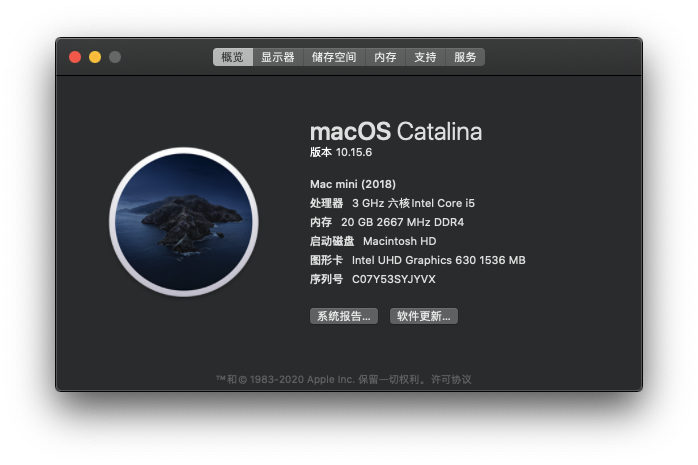 概览 显示器 储存空间 内存 支持 服务
macOS Catalina
版本 10.15.6
Mac mini (2018)
处理器 3 GHz 六核Intel Core i5
内存 20 GB 2667 MHz DDR4
启动磁盘 Macintosh HD
图形卡 Intel UHD Graphics 630 1536 MB
序列号 C07Y53SYJYVX
系统报告... 软件更新...
™和© 1983-2020 Apple Inc. 保留一切权利。许可协议